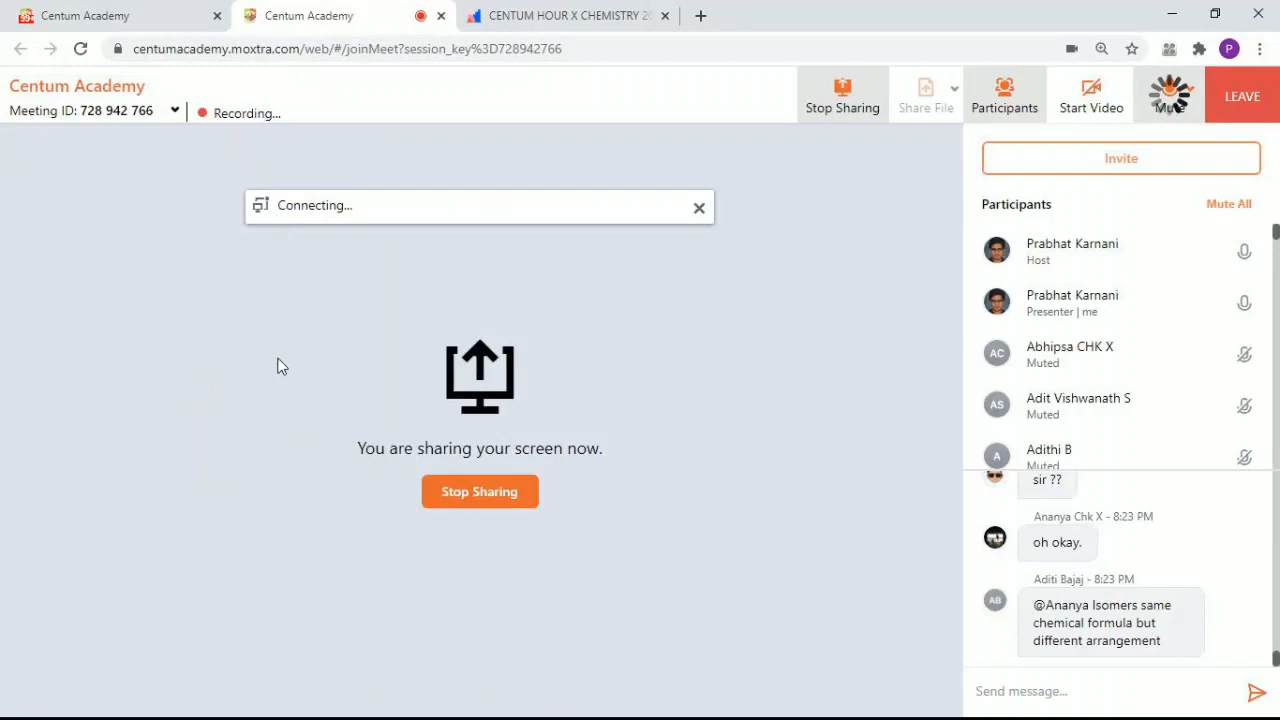 Centum Academy
Centum Academy
CENTUM HOUR X CHEMISTRY 20
centumacademy.moxtra.com/web/#/joinMeet?session_key%3D728942766
P
Centum Academy
Meeting ID: 728 942 766
Recording...
Stop Sharing
Share File
Participants
Start Video
Mute
LEAVE
Invite
Connecting...
Participants
Mute All
Prabhat Karnani
Host
Prabhat Karnani
Presenter | me
AC
Abhipsa CHK X
Muted
AS
Adit Vishwanath S
Muted
A
Adithi B
Muted
You are sharing your screen now.
Stop Sharing
sir ??
Ananya Chk X - 8:23 PM
oh okay.
Aditi Bajaj - 8:23 PM
AB
@Ananya Isomers same
chemical formula but
different arrangement
Send message...